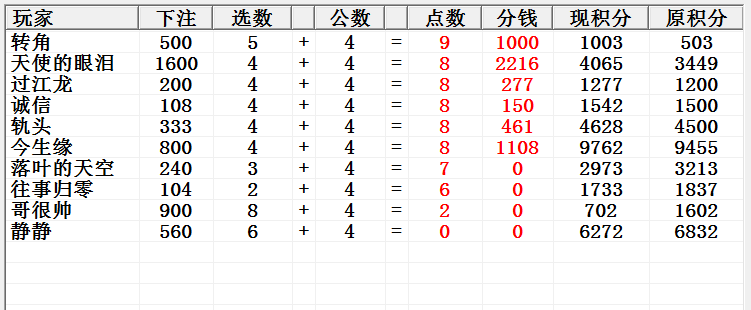 玩家 下注 选数 公数 点数 分钱 现积分 原积分
转角 500 5 + 4 = 9 1000 1003 503
天使的眼泪 1600 4 + 4 = 8 2216 4065 3449
过江龙 200 4 + 4 = 8 277 1277 1200
诚信 108 4 + 4 = 8 150 1542 1500
轨头 333 4 + 4 = 8 461 4628 4500
今生缘 800 4 + 4 = 8 1108 9762 9455
落叶的天空 240 3 + 4 = 7 0 2973 3213
往事归零 104 2 + 4 = 6 0 1733 1837
哥很帅 900 8 + 4 = 2 0 702 1602
静静 560 6 + 4 = 0 0 6272 6832